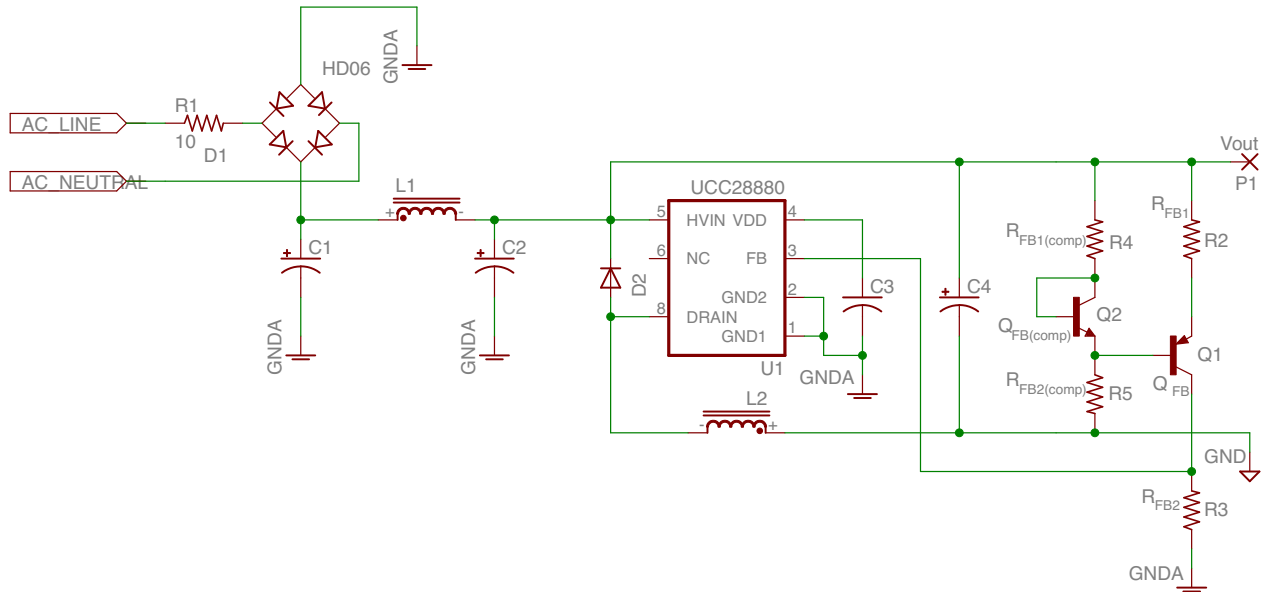 GNDA
HD06
AC_LINE
R1
10
D1
AC_NEUTRAL
Vout
P1
L1
+ -
UCC28880
5 HVIN VDD 4
6 NC FB 3
GND2 2
8 DRAIN
GND1 1
U1
C1
+
GNDA
C2
+
GNDA
D2
C3
GNDA
C4
+
L2
- +
RFB1(comp) R4
RFB1 R2
Q2
QFB(comp)
Q1
QFB
RFB2(comp) R5
GND
RFB2 R3
GNDA